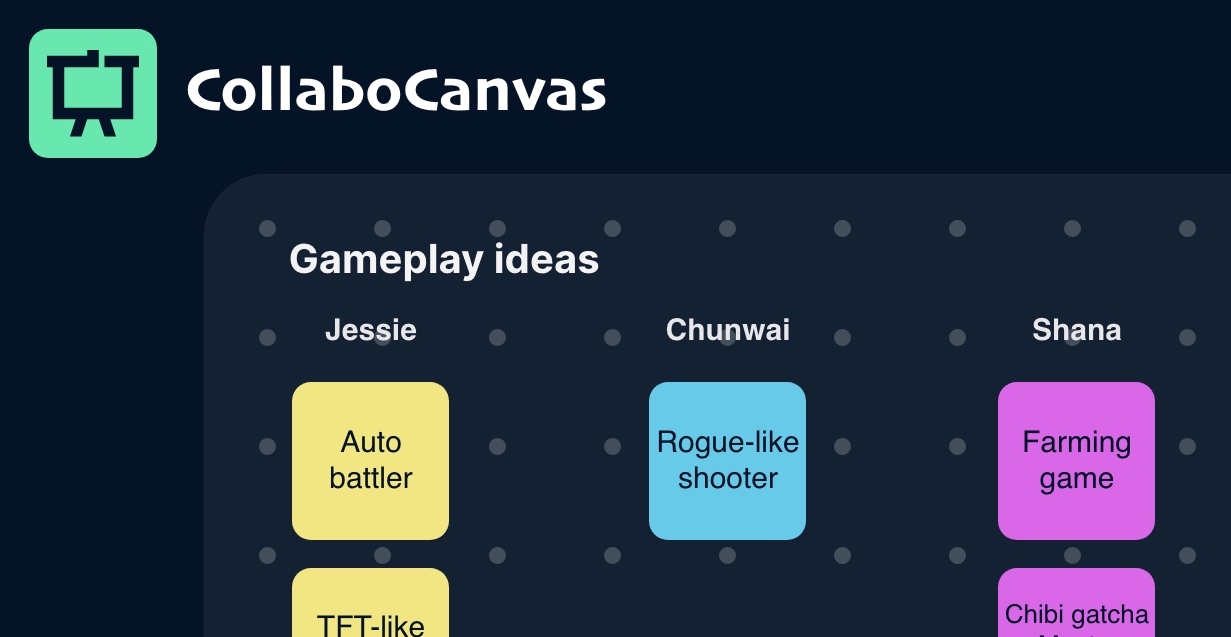 CollaboCanvas
Gameplay ideas
Jessie
Auto
battler
TFT-like
Chunwai
Rogue-like
shooter
Shana
Farming
game
Chibi gatcha